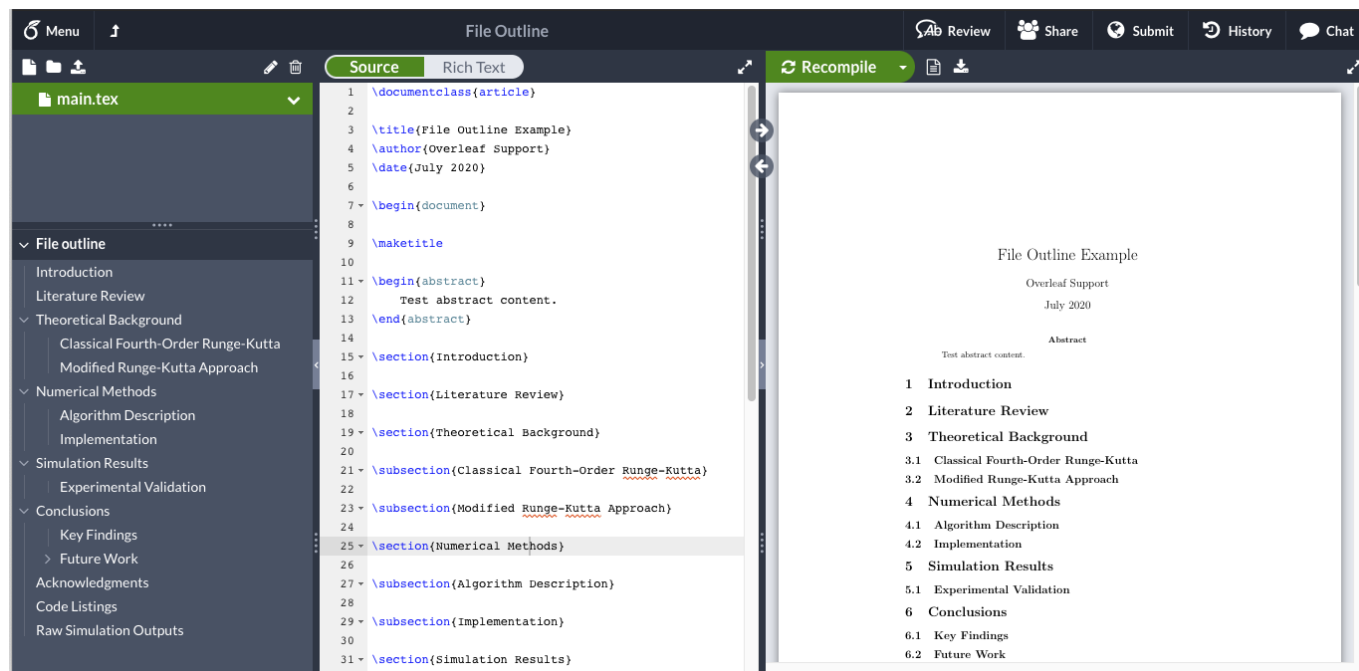 Menu
File Outline
Review
Share
Submit
History
Chat
Source Rich Text
Recompile
main.tex
File outline
Introduction
Literature Review
Theoretical Background
Classical Fourth-Order Runge-Kutta
Modified Runge-Kutta Approach
Numerical Methods
Algorithm Description
Implementation
Simulation Results
Experimental Validation
Conclusions
Key Findings
Future Work
Acknowledgments
Code Listings
Raw Simulation Outputs
1 \documentclass{article}
2
3 \title{File Outline Example}
4 \author{Overleaf Support}
5 \date{July 2020}
6
7 \begin{document}
8
9 \maketitle
10
11 \begin{abstract}
12 Test abstract content.
13 \end{abstract}
14
15 \section{Introduction}
16
17 \section{Literature Review}
18
19 \section{Theoretical Background}
20
21 \subsection{Classical Fourth-Order Runge-Kutta}
22
23 \subsection{Modified Runge-Kutta Approach}
24
25 \section{Numerical Methods}
26
27 \subsection{Algorithm Description}
28
29 \subsection{Implementation}
30
31 \section{Simulation Results}
File Outline Example
Overleaf Support
July 2020
Abstract
Test abstract content.
1 Introduction
2 Literature Review
3 Theoretical Background
3.1 Classical Fourth-Order Runge-Kutta
3.2 Modified Runge-Kutta Approach
4 Numerical Methods
4.1 Algorithm Description
4.2 Implementation
5 Simulation Results
5.1 Experimental Validation
6 Conclusions
6.1 Key Findings
6.2 Future Work